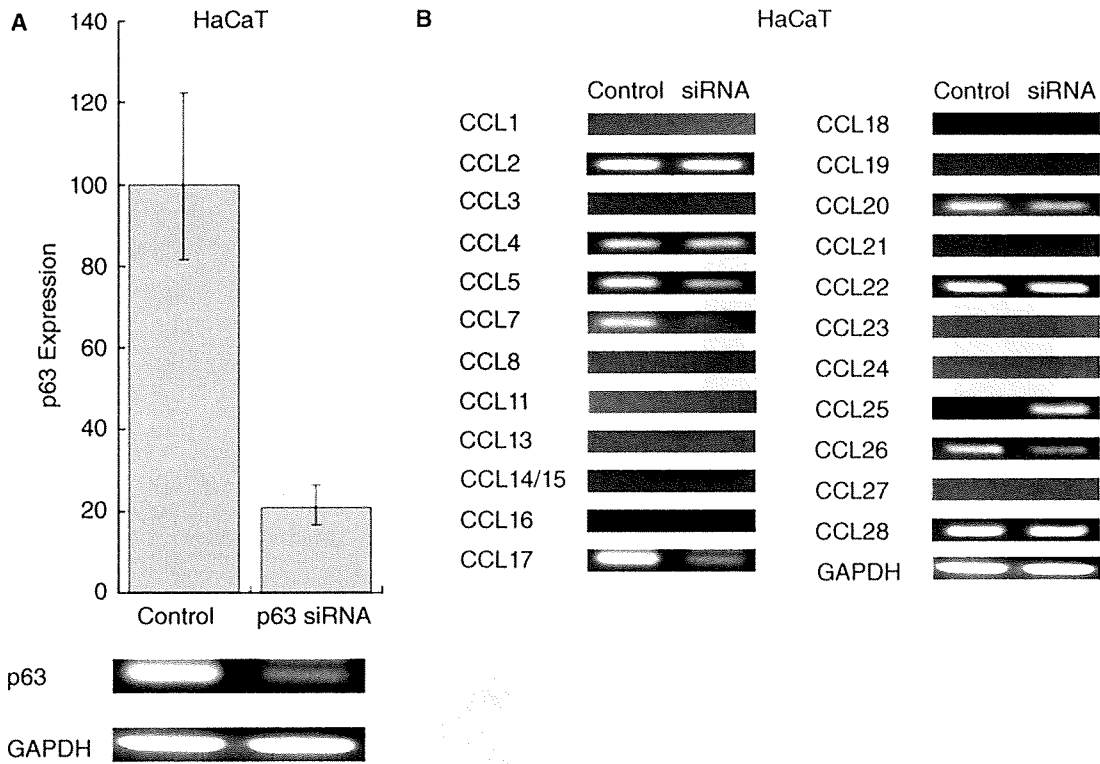 A
HaCaT
p63 Expression
140
120
100
80
60
40
20
0
Control p63 siRNA
p63
GAPDH
B
HaCaT
Control siRNA
CCL1
CCL2
CCL3
CCL4
CCL5
CCL7
CCL8
CCL11
CCL13
CCL14/15
CCL16
CCL17
Control siRNA
CCL18
CCL19
CCL20
CCL21
CCL22
CCL23
CCL24
CCL25
CCL26
CCL27
CCL28
GAPDH